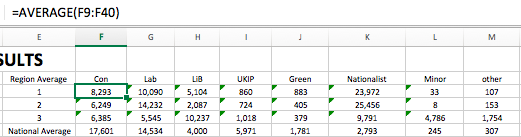 =AVERAGE(F9:F40)
E F G H I J K L M
SULTS
Region Average Con Lab LiB UKIP Green Nationalist Minor other
1 8,293 10,090 5,104 860 883 23,972 33 107
2 6,249 14,232 2,087 724 405 25,456 8 153
3 6,385 5,545 10,237 1,018 379 9,791 4,786 1,754
National Average 17,601 14,534 4,000 5,971 1,781 2,793 245 307